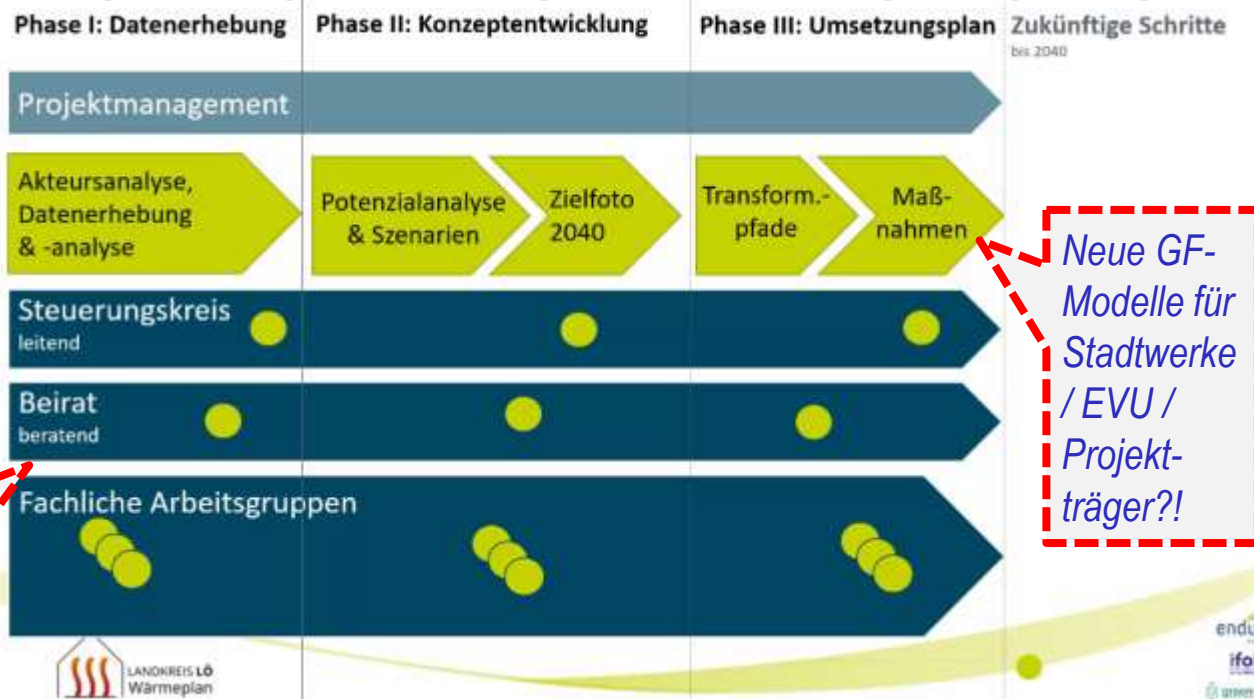 Phase I: Datenerhebung
Phase II: Konzeptentwicklung
Phase III: Umsetzungsplan
Zukünftige Schritte
bis 2040
Projektmanagement
Akteursanalyse,
Datenerhebung
& -analyse
Potenzialanalyse
& Szenarien
Zielfoto
2040
Transform.-
pfade
Maß-
nahmen
Neue GF-
Modelle für
Stadtwerke
/ EVU /
Projekt-
träger?!
Steuerungskreis
leitend
Beirat
beratend
Fachliche Arbeitsgruppen
LANDKREIS LÖ
Wärmeplan